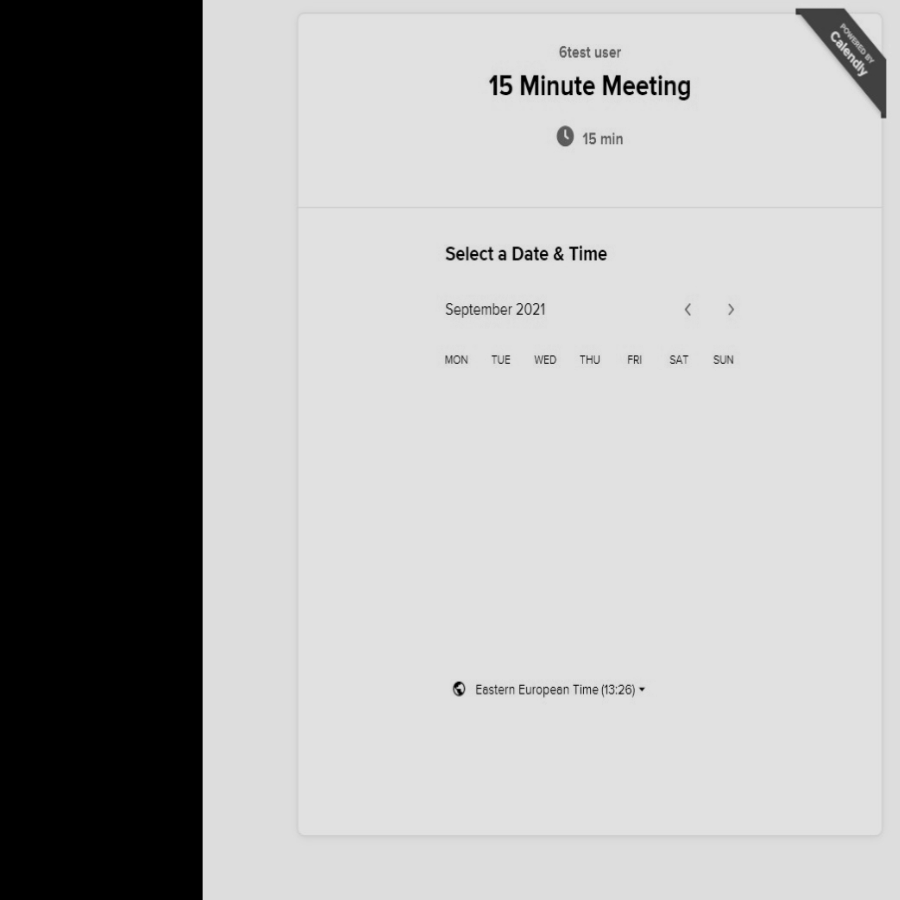 POWERED BY
Calendly
6test user
15 Minute Meeting
15 min
Select a Date & Time
September 2021
MON TUE WED THU FRI SAT SUN
Eastern European Time (13:26)